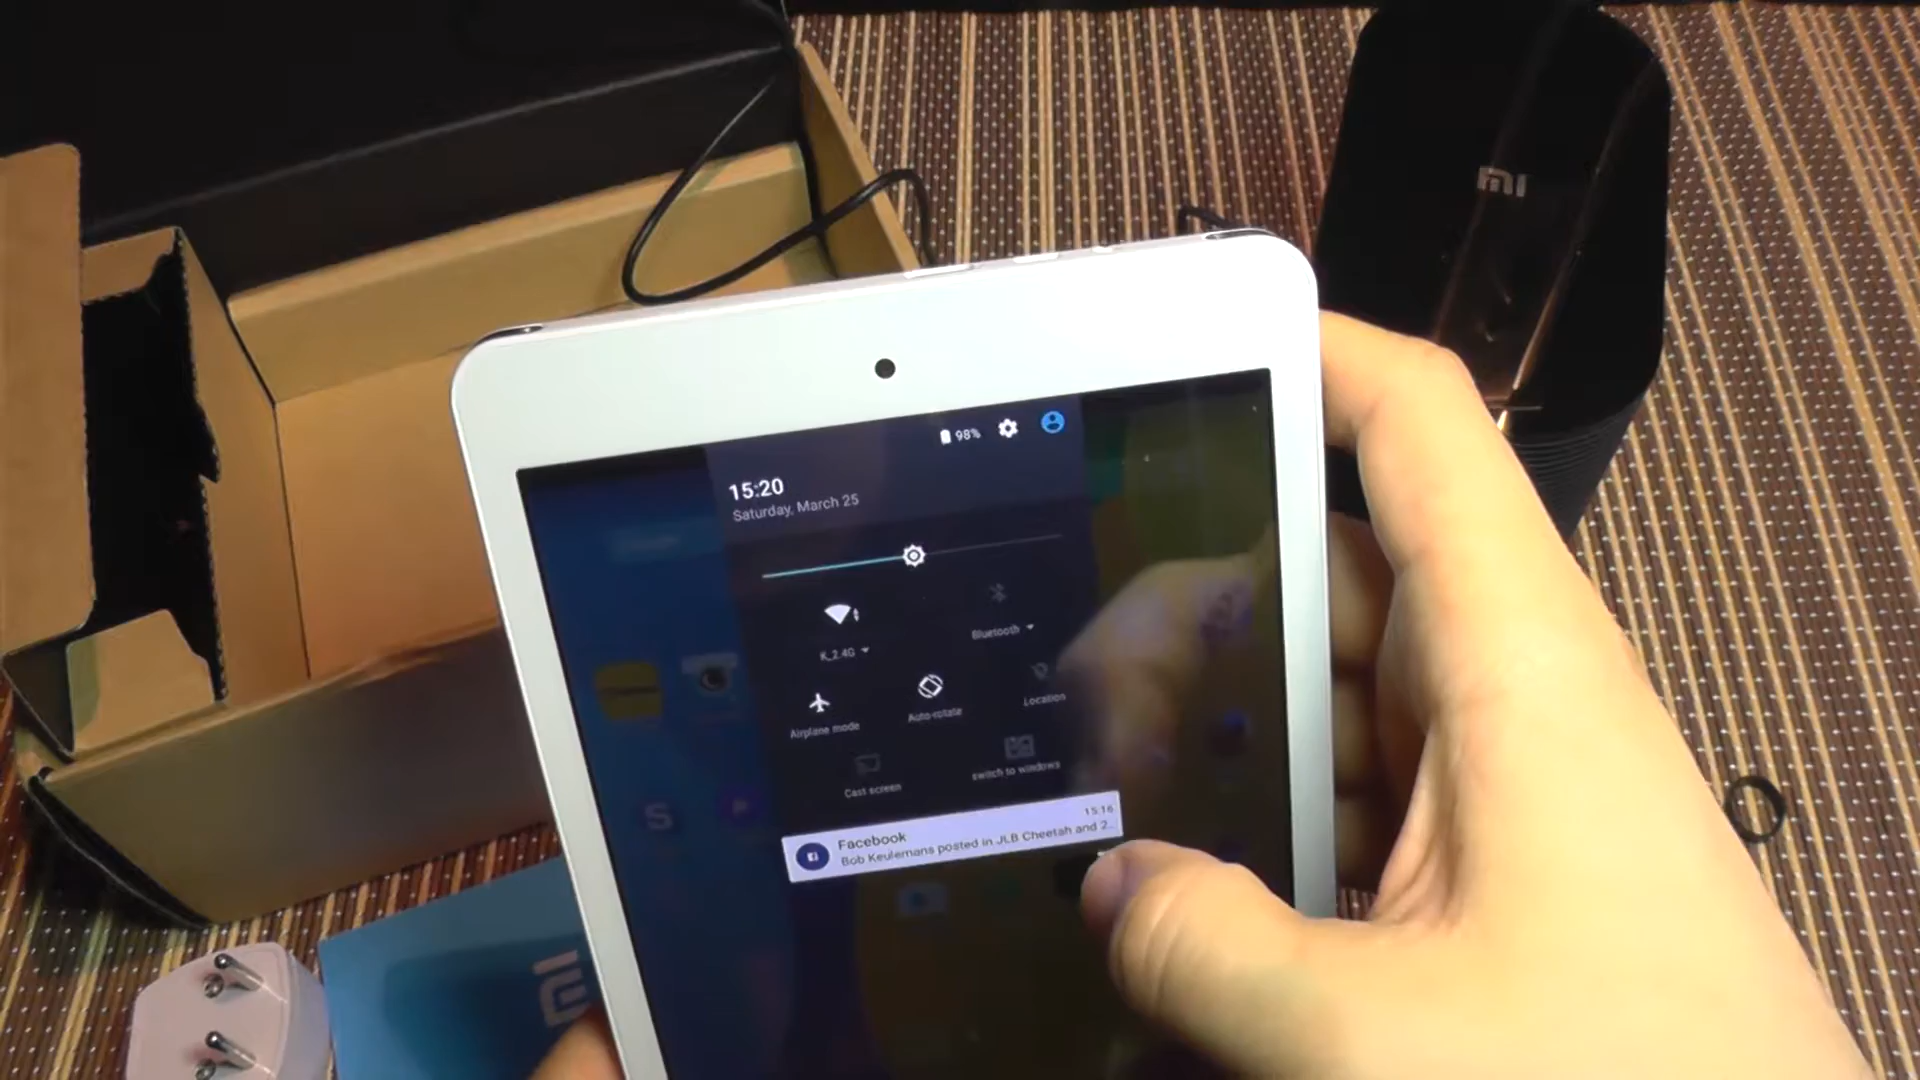 mi
98%
15:20
Saturday, March 25
K_2.4G
Bluetooth
Airplane mode
Auto-rotate
Location
Cast screen
switch to windows
Facebook
15:16
Bob Keulemans posted in JLB Cheetah and 2...
mi